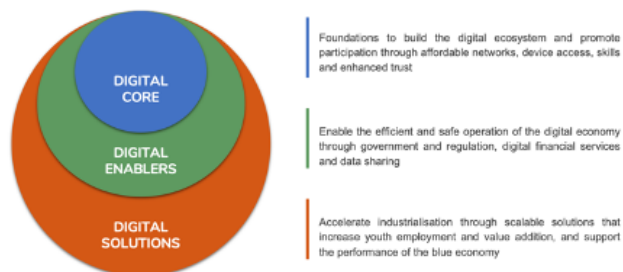 DIGITAL
CORE
Foundations to build the digital ecosystem and promote
participation through affordable networks, device access, skills
and enhanced trust
DIGITAL
ENABLERS
Enable the efficient and safe operation of the digital economy
through government and regulation, digital financial services
and data sharing
DIGITAL
SOLUTIONS
Accelerate industrialisation through scalable solutions that
increase youth employment and value addition, and support
the performance of the blue economy